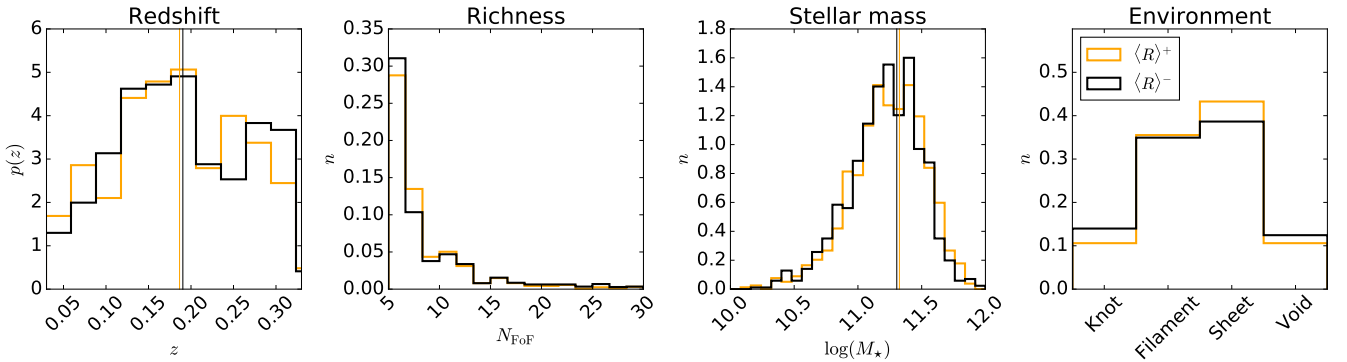 Redshift
6
5
4
3
2
1
0
p(z)
0.05
0.10
0.15
0.20
0.25
0.30
z
Richness
0.35
0.30
0.25
0.20
0.15
0.10
0.05
0.00
n
5
10
15
20
25
30
N_FoF
Stellar mass
1.8
1.6
1.4
1.2
1.0
0.8
0.6
0.4
0.2
0.0
n
10.0
10.5
11.0
11.5
12.0
log(M⋆)
Environment
⟨R⟩⁺
⟨R⟩⁻
0.5
0.4
0.3
0.2
0.1
0.0
n
Knot
Filament
Sheet
Void